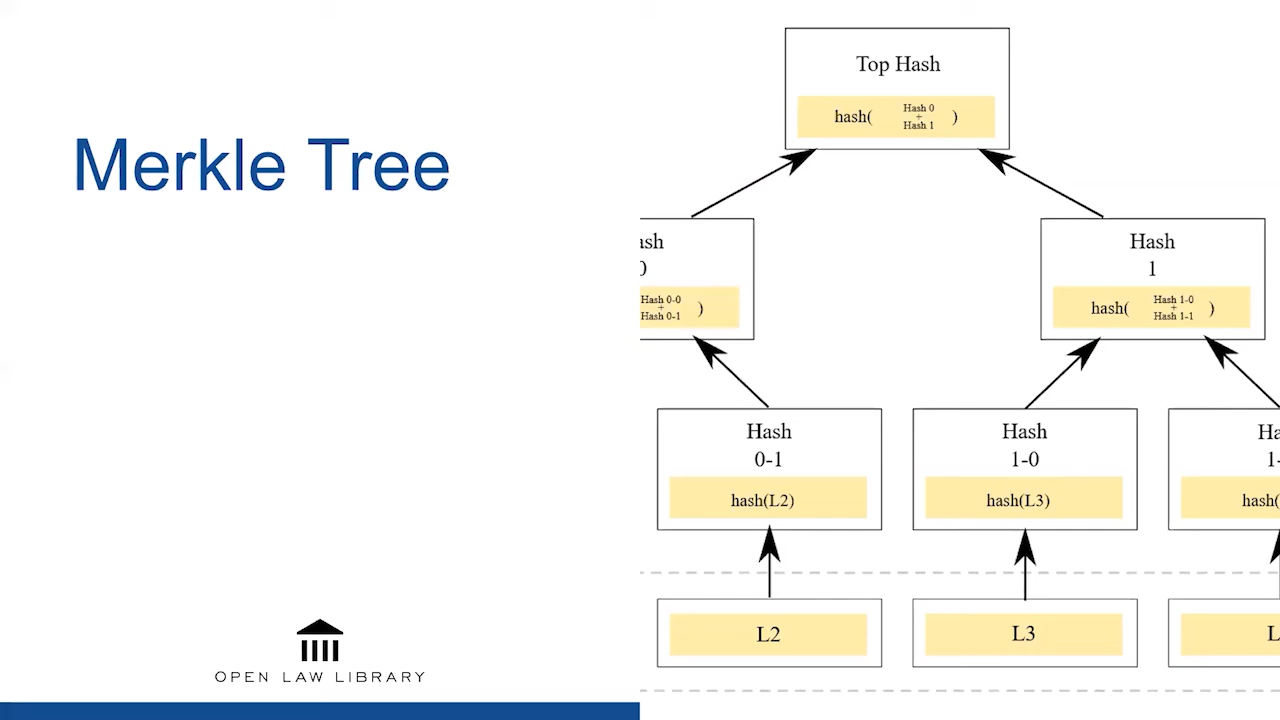 Merkle Tree
OPEN LAW LIBRARY
Top Hash
hash( Hash 0 + Hash 1 )
Hash 0-0 + Hash 0-1 )
Hash
1
hash( Hash 1-0 + Hash 1-1 )
Hash
0-1
hash(L2)
Hash
1-0
hash(L3)
hash(
L2
L3